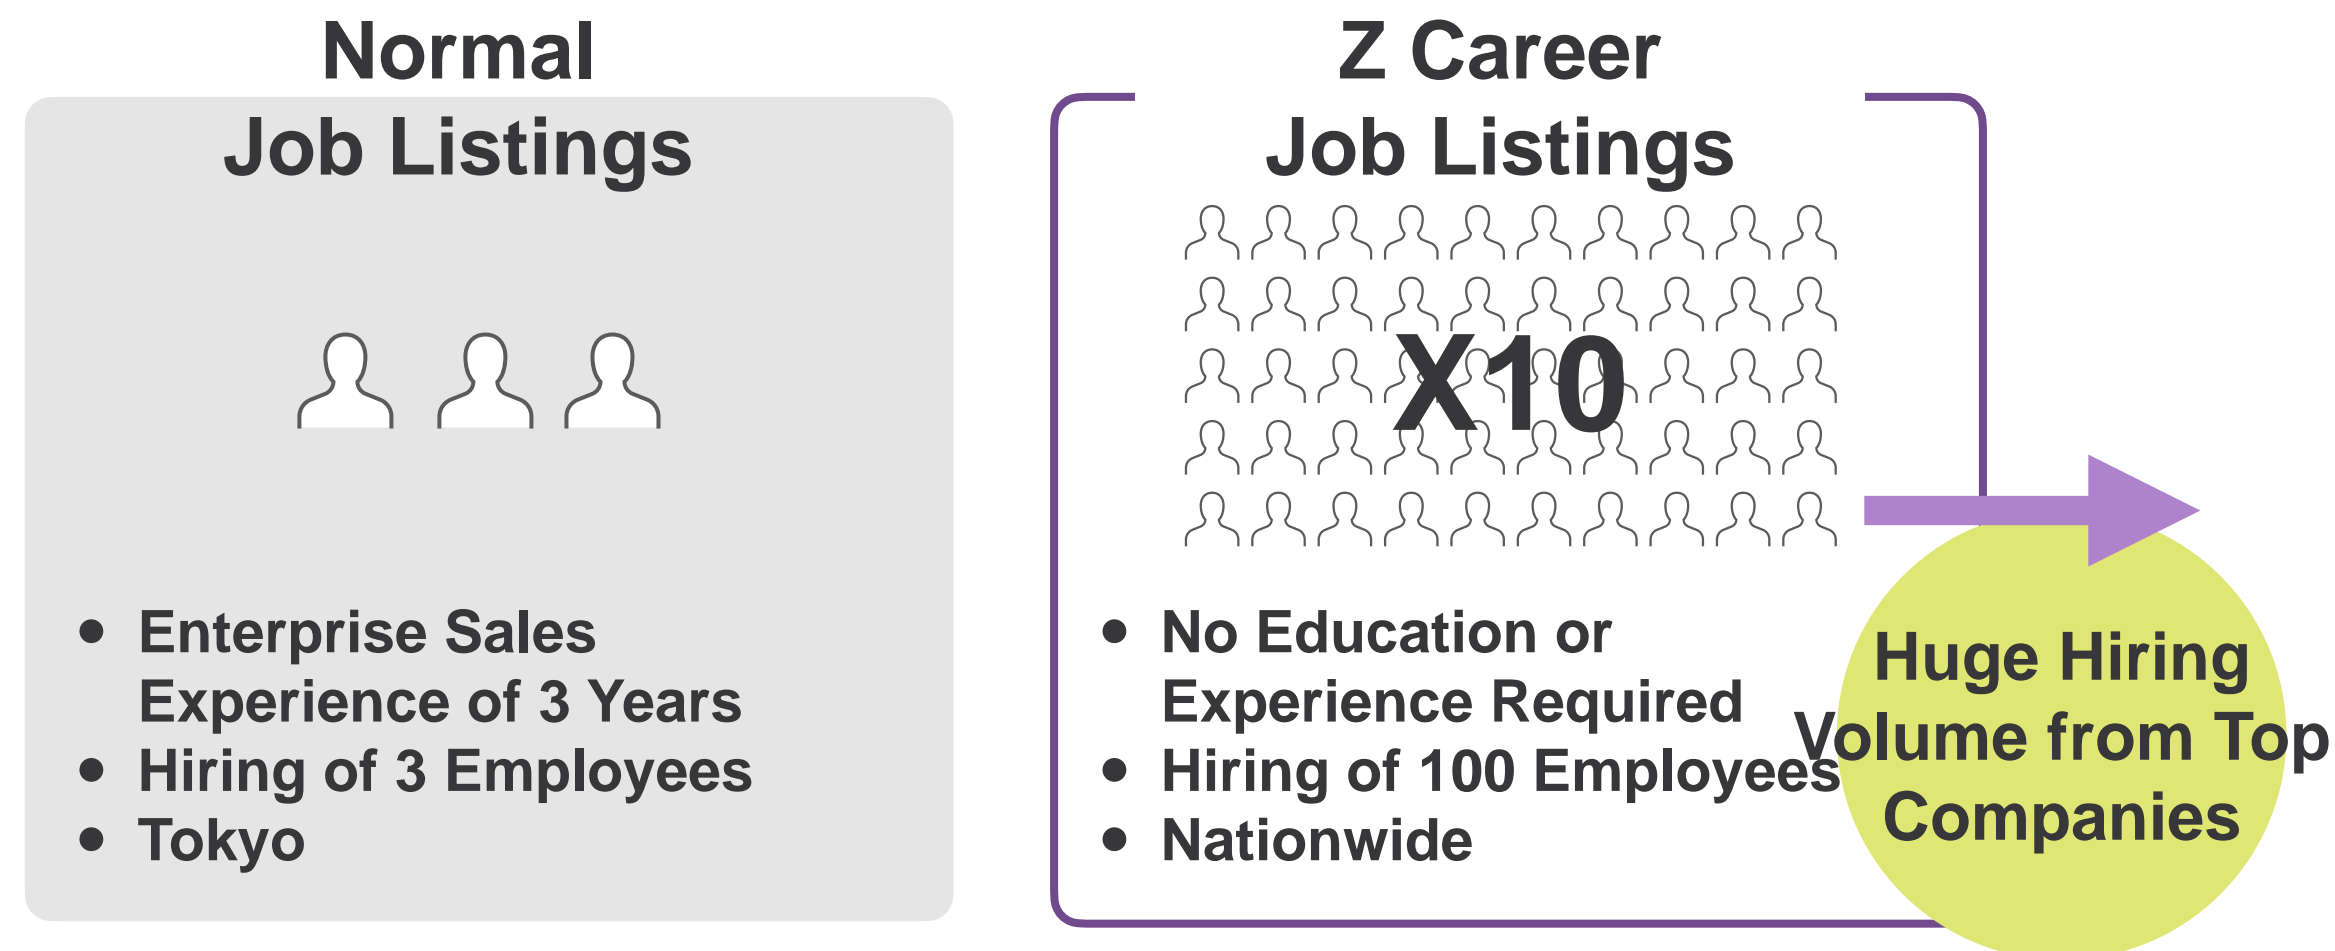 Normal
Job Listings
• Enterprise Sales
Experience of 3 Years
• Hiring of 3 Employees
• Tokyo
Z Career
Job Listings
X10
• No Education or
Experience Required
• Hiring of 100 Employees
• Nationwide
Huge Hiring
Volume from Top
Companies